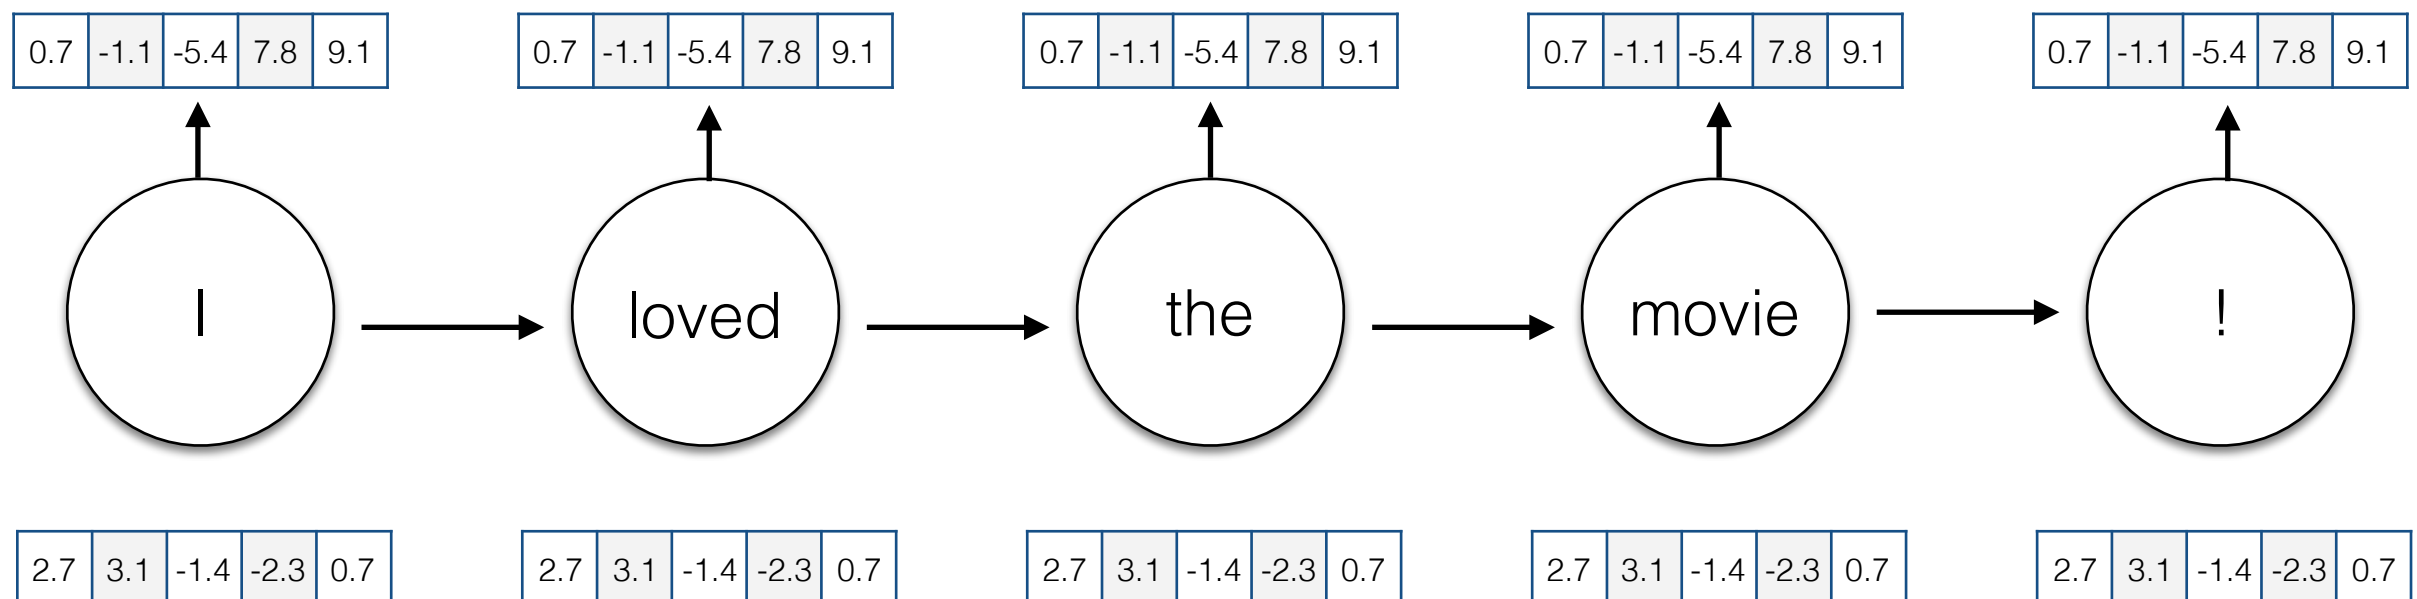 0.7 -1.1 -5.4 7.8 9.1 0.7 -1.1 -5.4 7.8 9.1 0.7 -1.1 -5.4 7.8 9.1 0.7 -1.1 -5.4 7.8 9.1 0.7 -1.1 -5.4 7.8 9.1
I loved the movie !
2.7 3.1 -1.4 -2.3 0.7 2.7 3.1 -1.4 -2.3 0.7 2.7 3.1 -1.4 -2.3 0.7 2.7 3.1 -1.4 -2.3 0.7 2.7 3.1 -1.4 -2.3 0.7